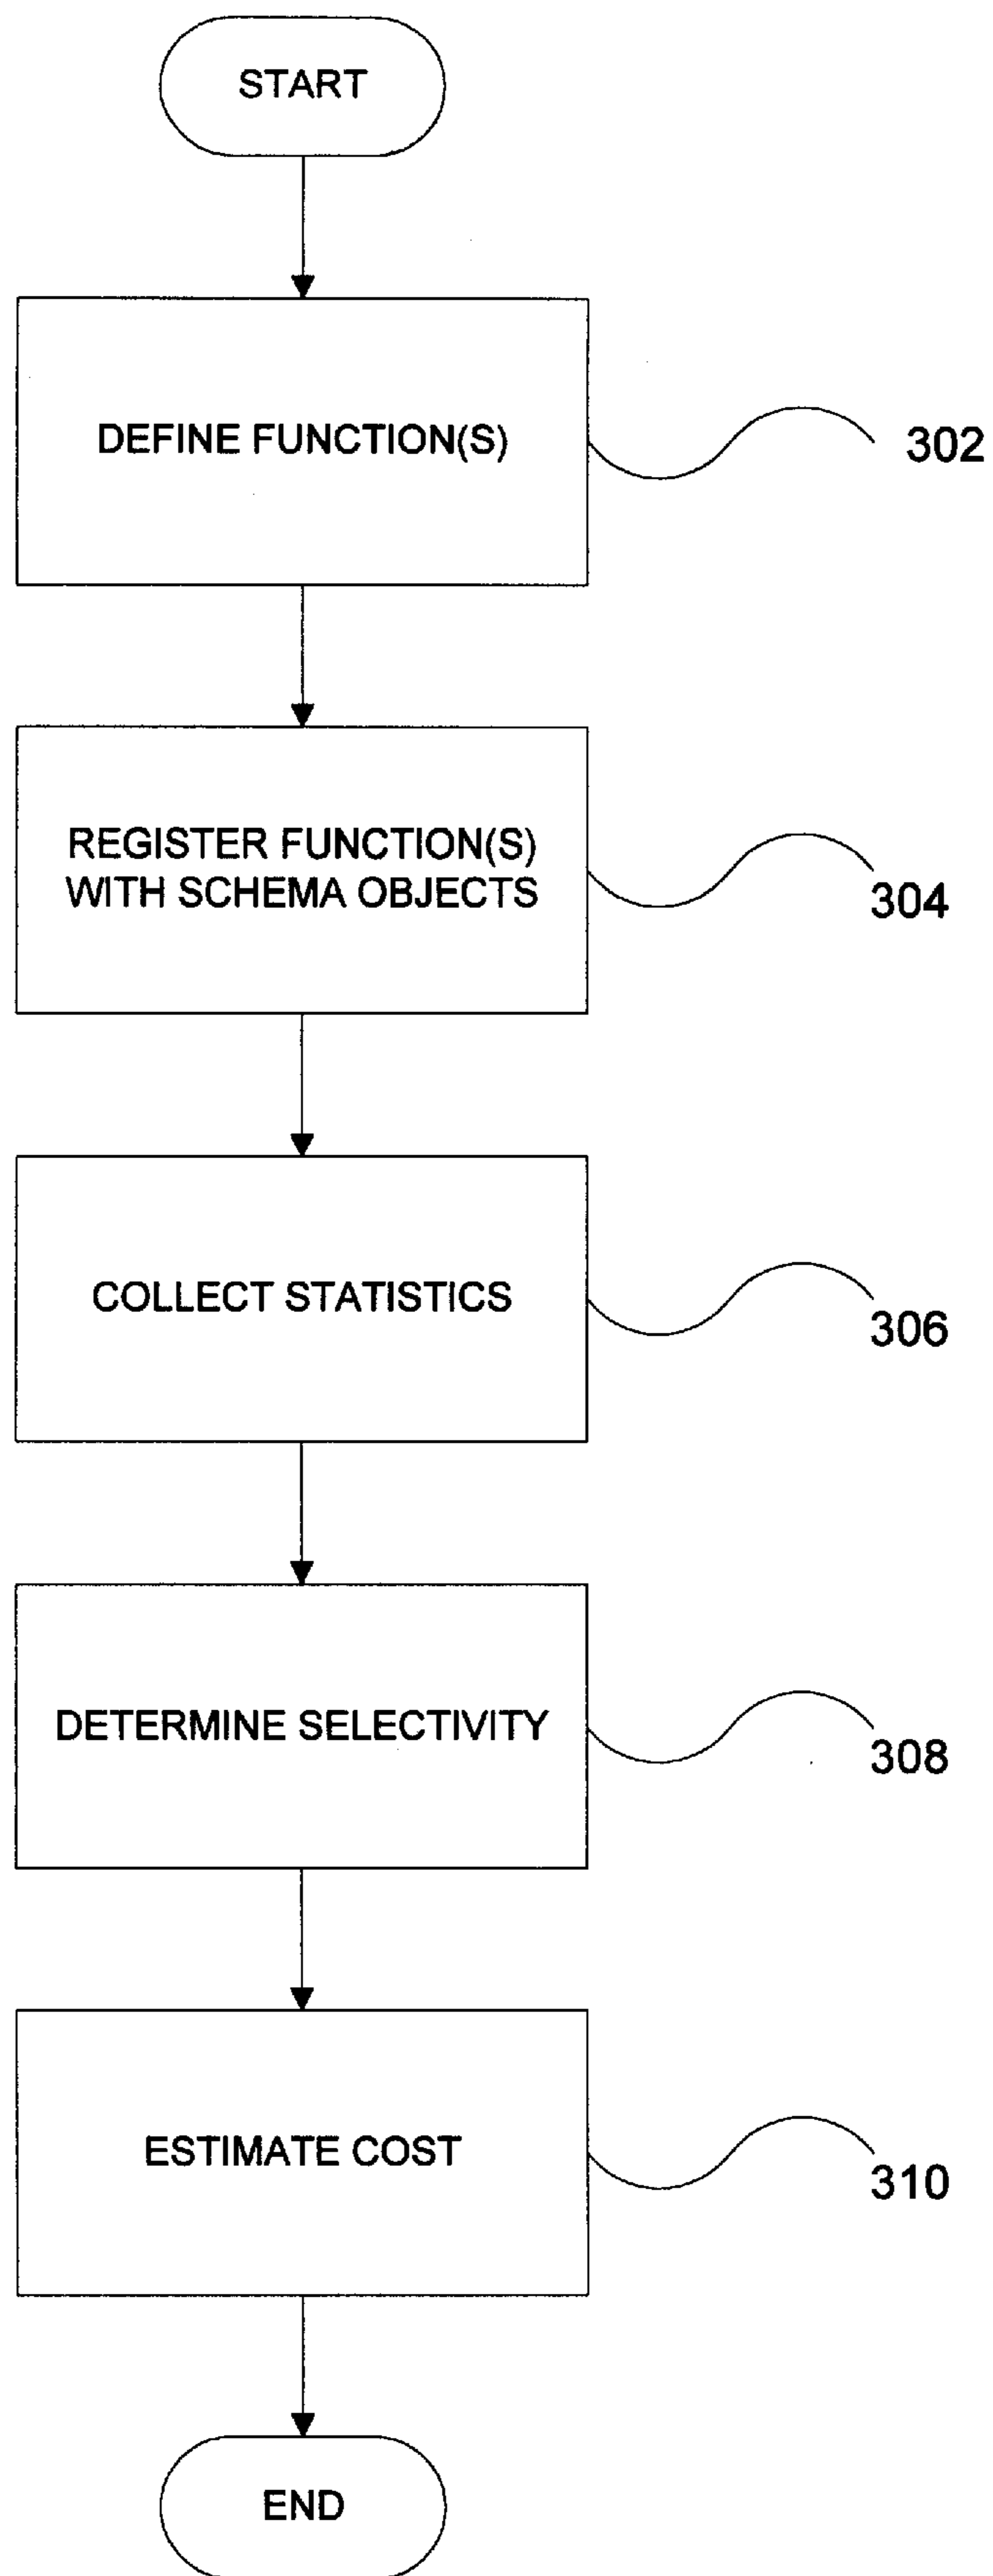 START
DEFINE FUNCTION(S)
302
REGISTER FUNCTION(S)
WITH SCHEMA OBJECTS
304
COLLECT STATISTICS
306
DETERMINE SELECTIVITY
308
ESTIMATE COST
310
END